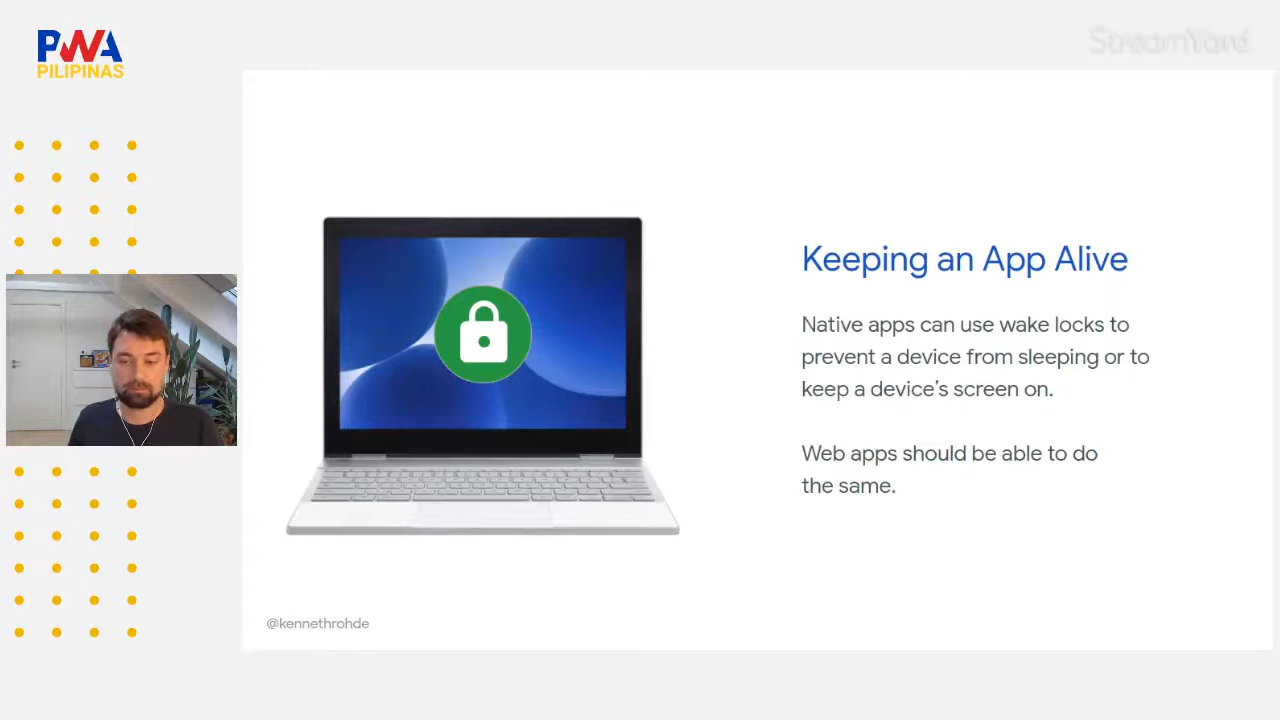 PWA
PILIPINAS
StreamYard
Keeping an App Alive
Native apps can use wake locks to
prevent a device from sleeping or to
keep a device's screen on.
Web apps should be able to do
the same.
@kennethrohde